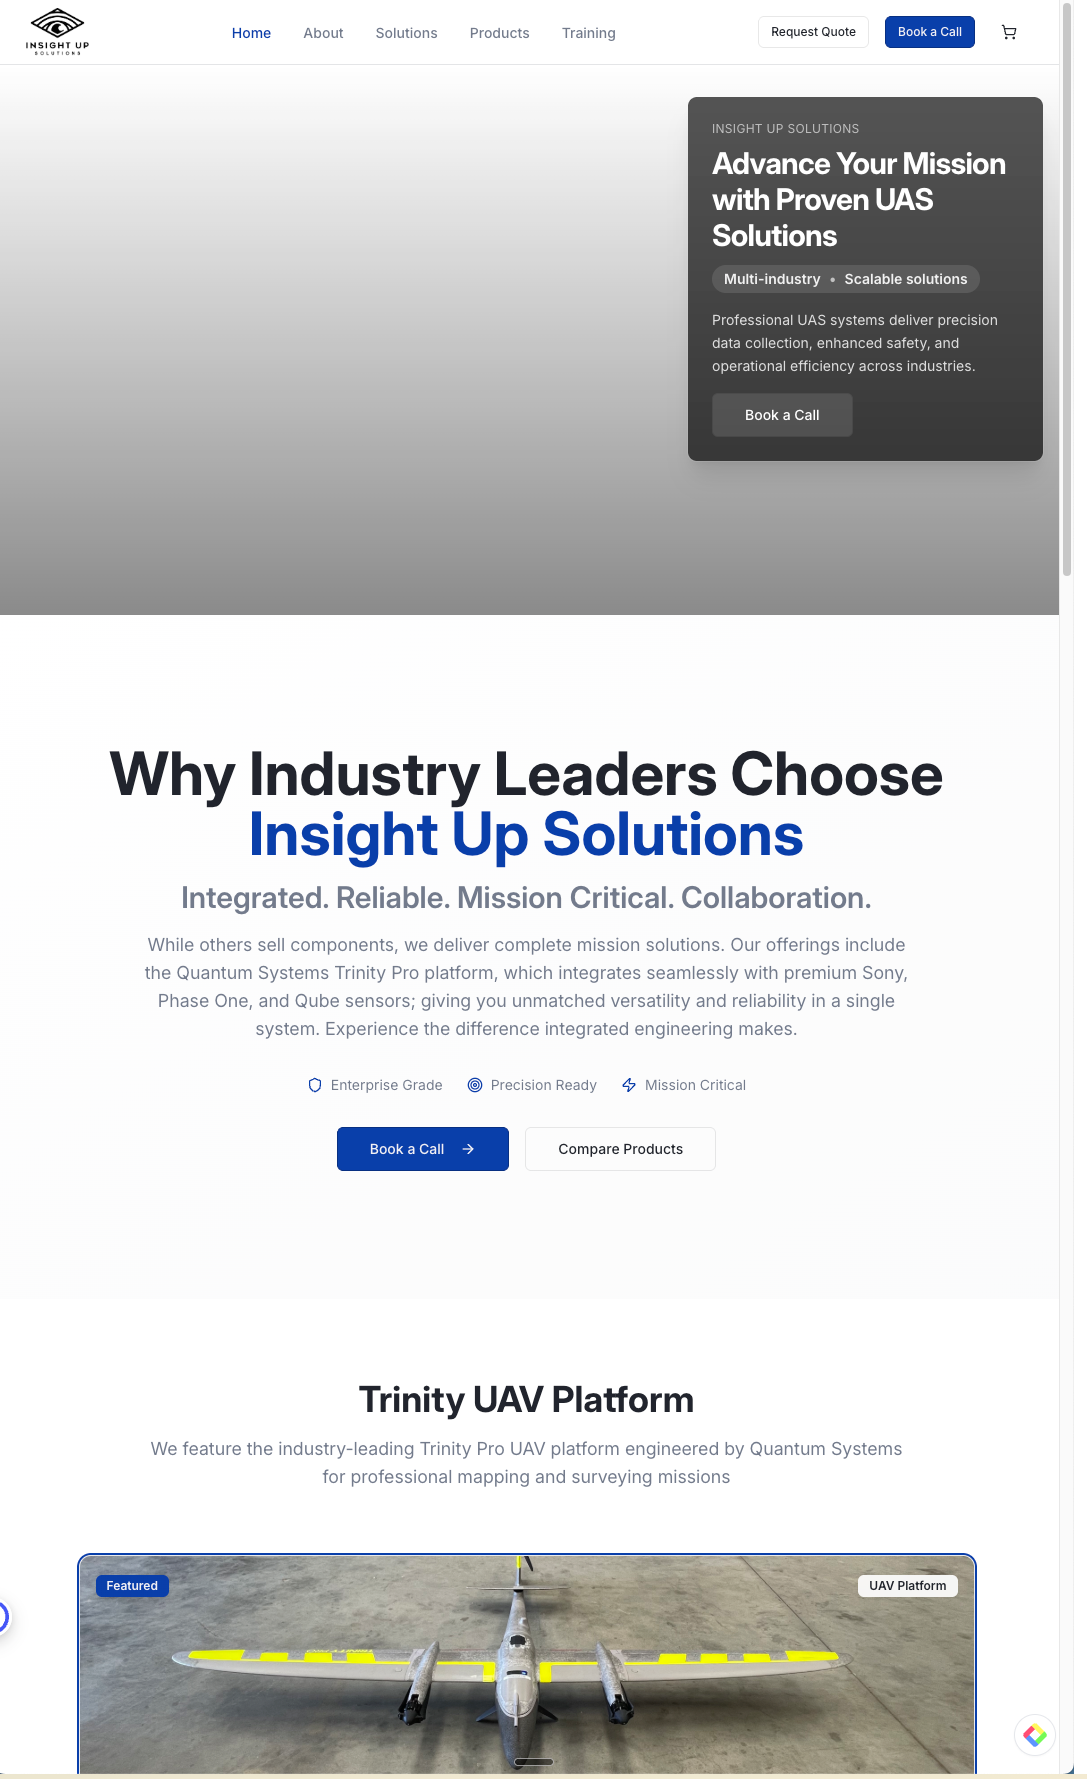 INSIGHT UP
SOLUTIONS
Home
About
Solutions
Products
Training
Request Quote
Book a Call
INSIGHT UP SOLUTIONS
Advance Your Mission
with Proven UAS
Solutions
Multi-industry • Scalable solutions
Professional UAS systems deliver precision
data collection, enhanced safety, and
operational efficiency across industries.
Book a Call
Why Industry Leaders Choose
Insight Up Solutions
Integrated. Reliable. Mission Critical. Collaboration.
While others sell components, we deliver complete mission solutions. Our offerings include
the Quantum Systems Trinity Pro platform, which integrates seamlessly with premium Sony,
Phase One, and Qube sensors; giving you unmatched versatility and reliability in a single
system. Experience the difference integrated engineering makes.
Enterprise Grade
Precision Ready
Mission Critical
Book a Call
Compare Products
Trinity UAV Platform
We feature the industry-leading Trinity Pro UAV platform engineered by Quantum Systems
for professional mapping and surveying missions
Featured
UAV Platform